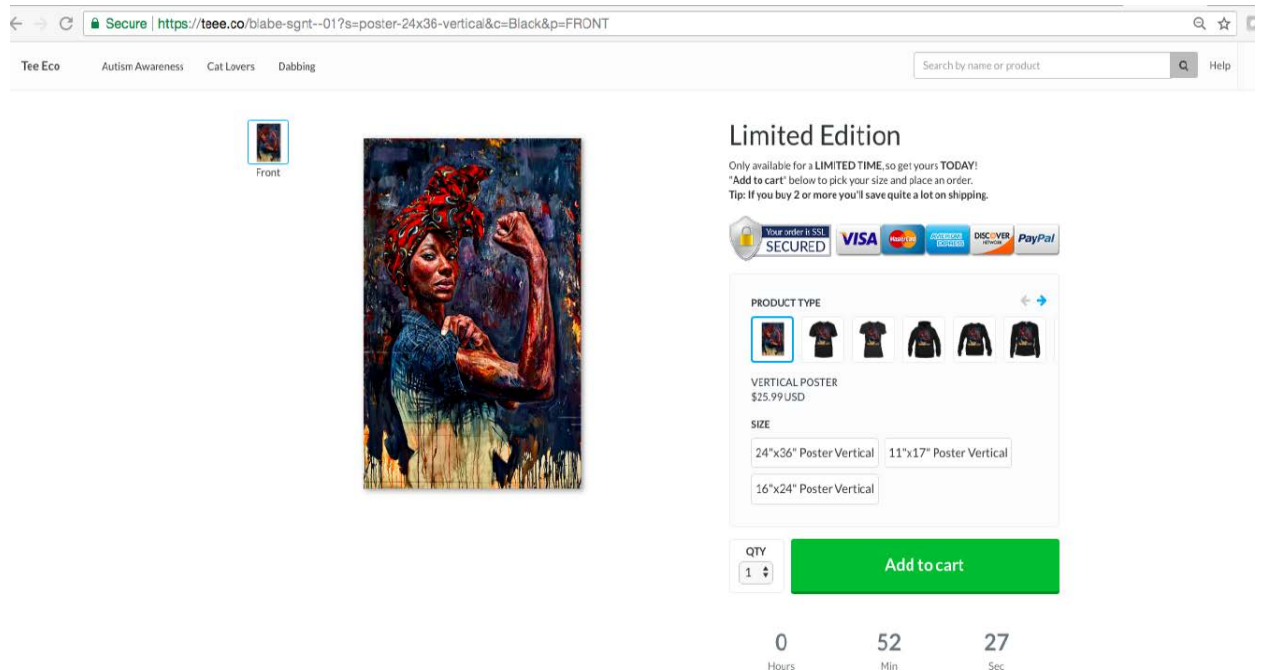 Secure | https://teee.co/blabe-sgnt--01?s=poster-24x36-vertical&c=Black&p=FRONT
Tee Eco Autism Awareness Cat Lovers Dabbing Search by name or product Help
Front
Limited Edition
Only available for a LIMITED TIME, so get yours TODAY!
"Add to cart" below to pick your size and place an order.
Tip: If you buy 2 or more you'll save quite a lot on shipping.
Your order is SSL
SECURED
VISA MasterCard AMERICAN EXPRESS DISCOVER NETWORK PayPal
PRODUCT TYPE
VERTICAL POSTER
$25.99 USD
SIZE
24"x36" Poster Vertical 11"x17" Poster Vertical
16"x24" Poster Vertical
QTY
1
Add to cart
0 52 27
Hours Min Sec